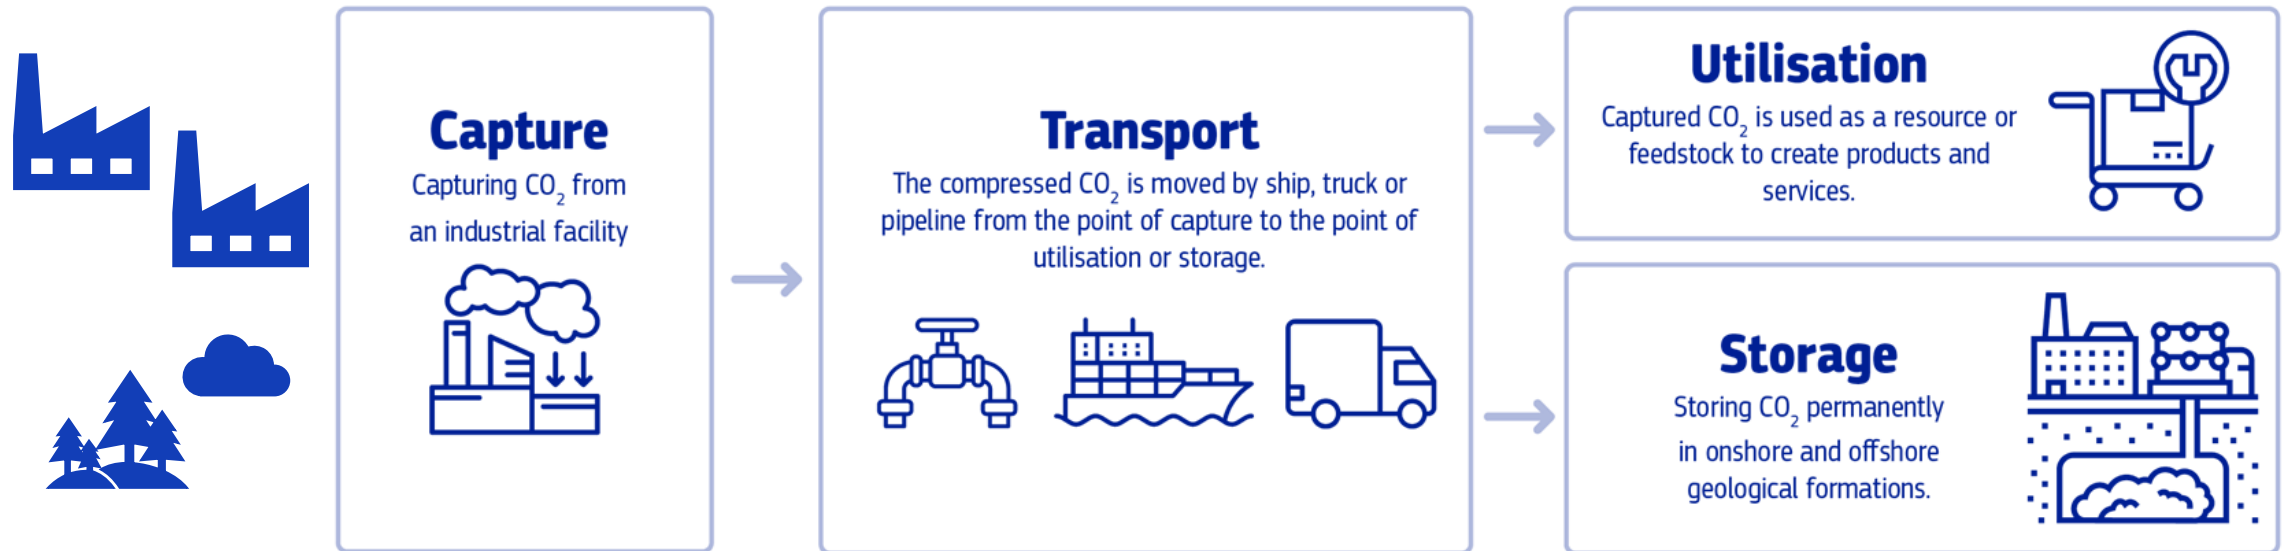 Capture
Capturing CO₂ from
an industrial facility
Transport
The compressed CO₂ is moved by ship, truck or
pipeline from the point of capture to the point of
utilisation or storage.
Utilisation
Captured CO₂ is used as a resource or
feedstock to create products and
services.
Storage
Storing CO₂ permanently
in onshore and offshore
geological formations.